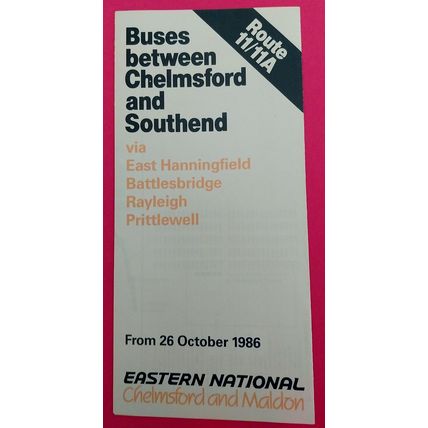 Route
11/11A
Buses
between
Chelmsford
and
Southend
via
East Hanningfield
Battlesbridge
Rayleigh
Prittlewell
From 26 October 1986
EASTERN NATIONAL
Chelmsford and Maldon